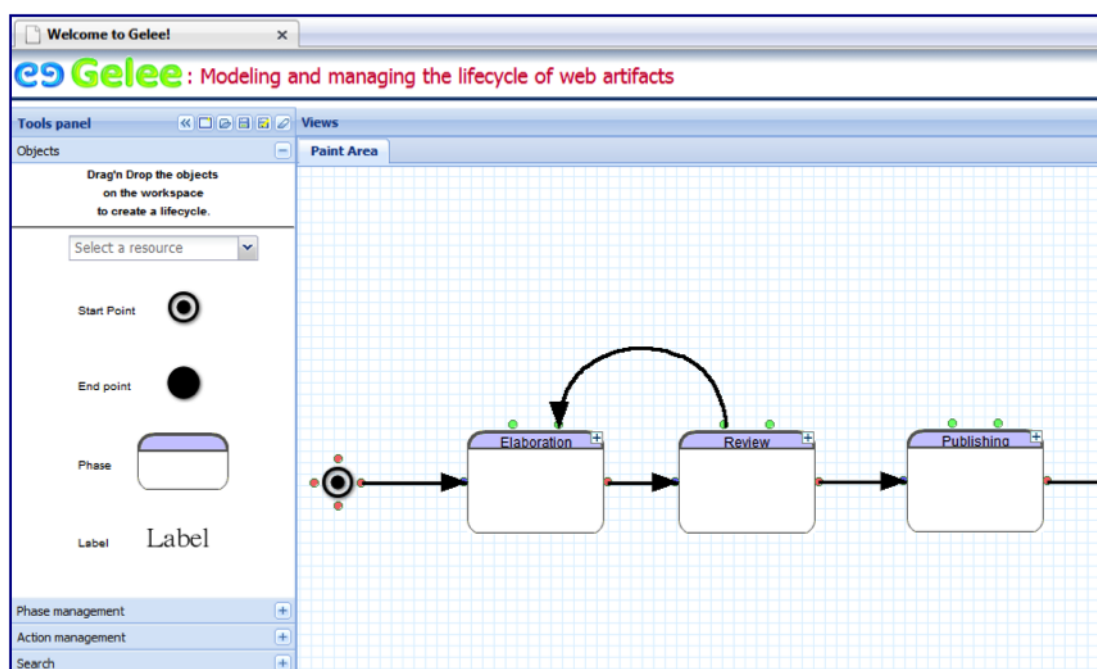 Welcome to Gelee!
Gelee : Modeling and managing the lifecycle of web artifacts
Tools panel
Views
Objects
Paint Area
Drag'n Drop the objects
on the workspace
to create a lifecycle.
Select a resource
Start Point
End point
Phase
Label
Label
Elaboration
Review
Publishing
Phase management
Action management
Search